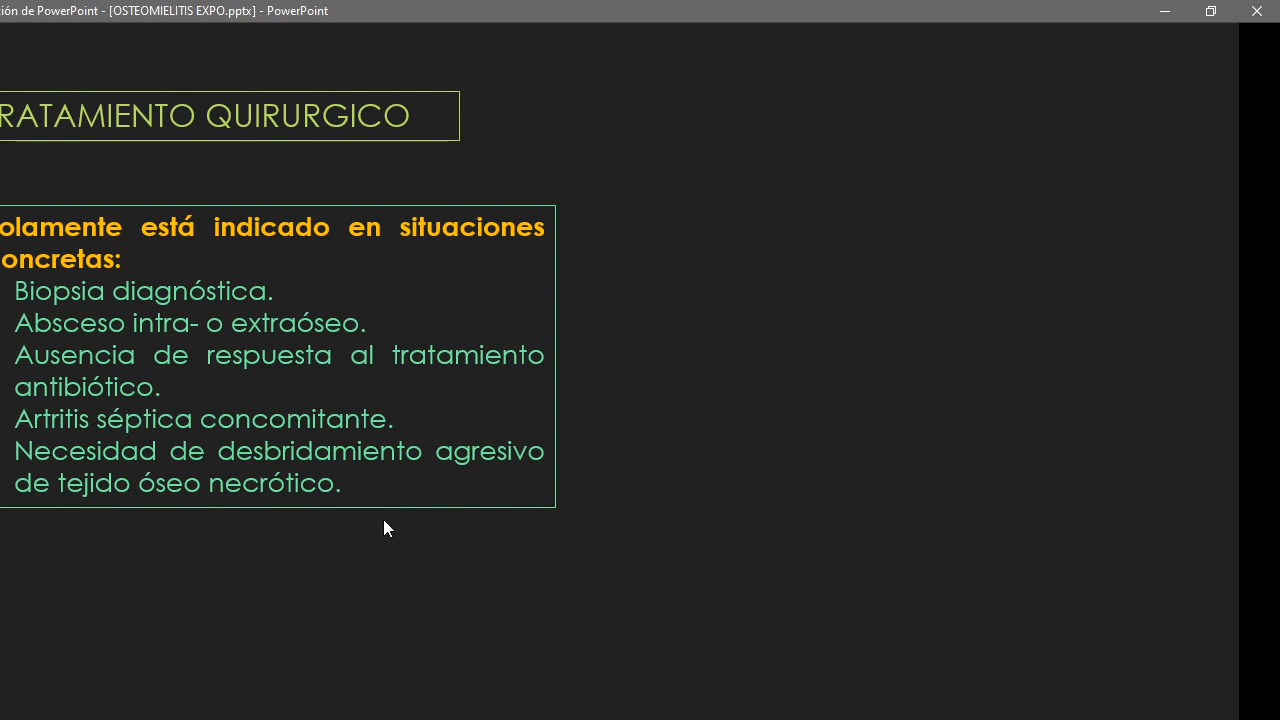 ión de PowerPoint - [OSTEOMIELITIS EXPO.pptx] - PowerPoint
RATAMIENTO QUIRURGICO
olamente está indicado en situaciones
oncretas:
Biopsia diagnóstica.
Absceso intra- o extraóseo.
Ausencia de respuesta al tratamiento
antibiótico.
Artritis séptica concomitante.
Necesidad de desbridamiento agresivo
de tejido óseo necrótico.